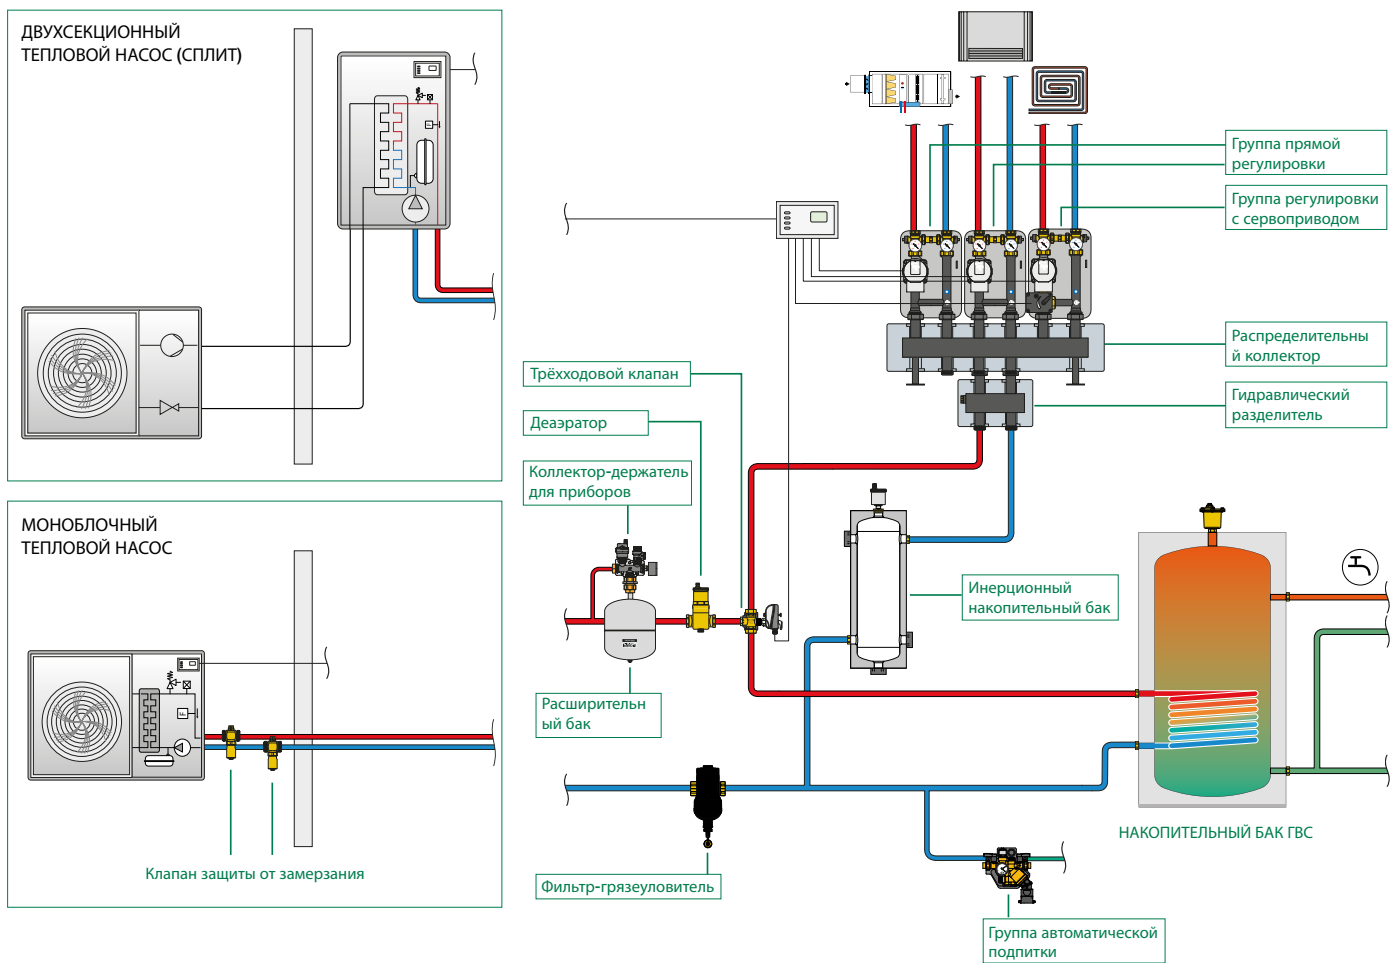 ДВУХСЕКЦИОННЫЙ
ТЕПЛОВОЙ НАСОС (СПЛИТ)
МОНОБЛОЧНЫЙ
ТЕПЛОВОЙ НАСОС
Клапан защиты от замерзания
Группа прямой
регулировки
Группа регулировки
с сервоприводом
Распределительны
й коллектор
Гидравлический
разделитель
Трёхходовой клапан
Деаэратор
Коллектор-держатель
для приборов
Инерционный
накопительный бак
Расширительн
ый бак
НАКОПИТЕЛЬНЫЙ БАК ГВС
Фильтр-грязеуловитель
Группа автоматической
подпитки